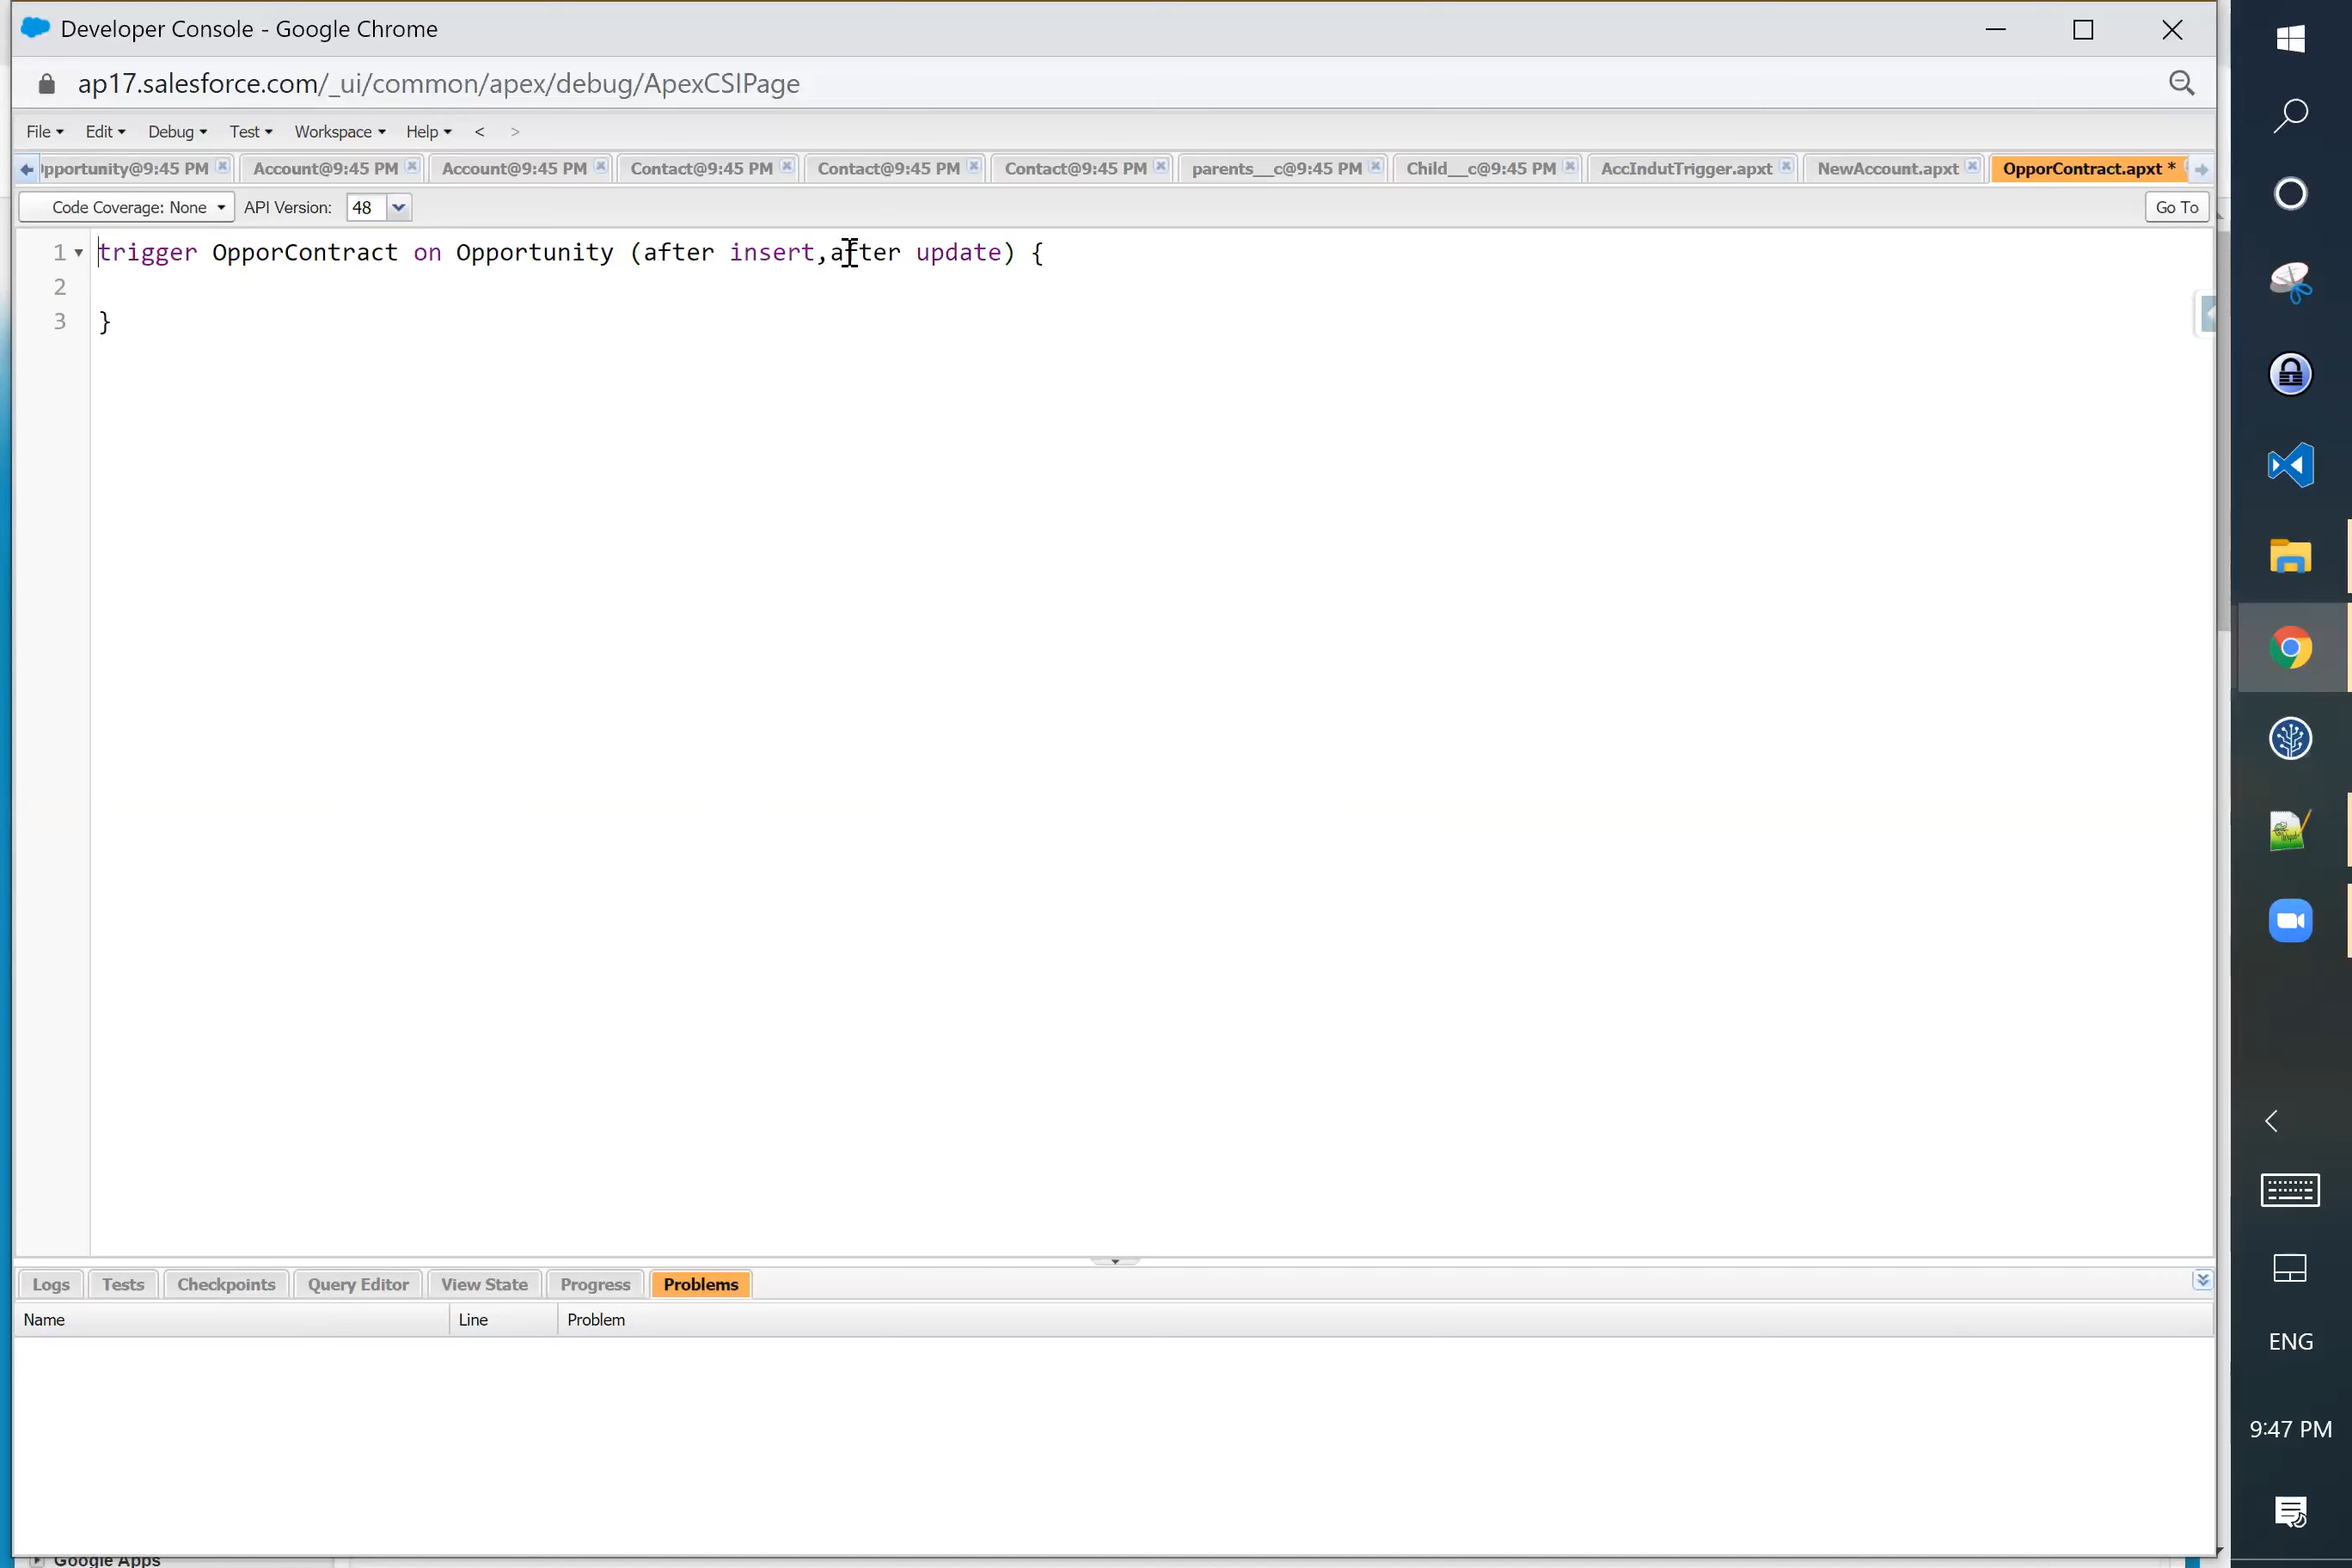 Developer Console - Google Chrome
ap17.salesforce.com/_ui/common/apex/debug/ApexCSIPage
File Edit Debug Test Workspace Help < >
pportunity@9:45 PM Account@9:45 PM Account@9:45 PM Contact@9:45 PM Contact@9:45 PM Contact@9:45 PM parents__c@9:45 PM Child__c@9:45 PM AccIndutTrigger.apxt NewAccount.apxt OpporContract.apxt *
Code Coverage: None API Version: 48 Go To
1 trigger OpporContract on Opportunity (after insert,after update) {
2
3 }
Logs Tests Checkpoints Query Editor View State Progress Problems
Name Line Problem
Google Apps
ENG
9:47 PM